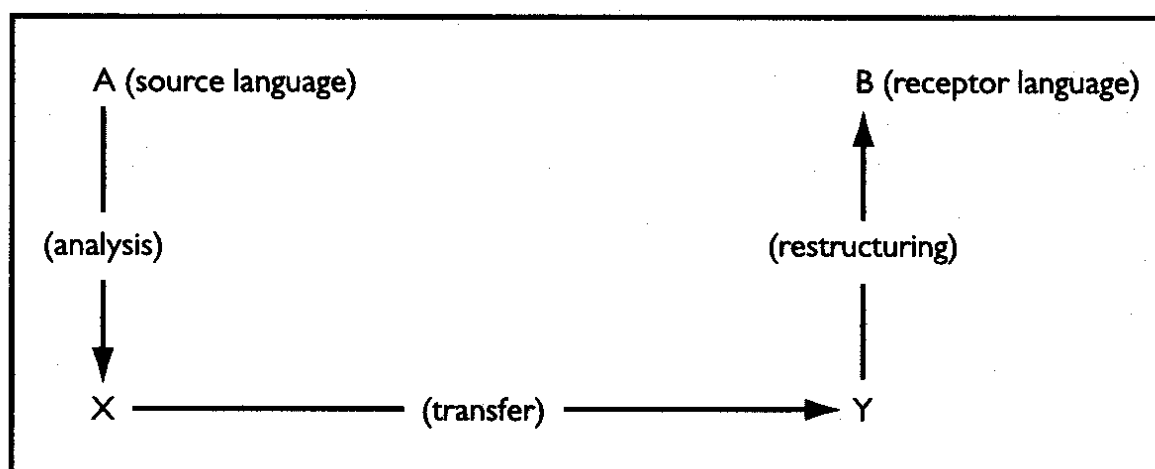 A (source language) B (receptor language)
(analysis) (restructuring)
X (transfer) Y